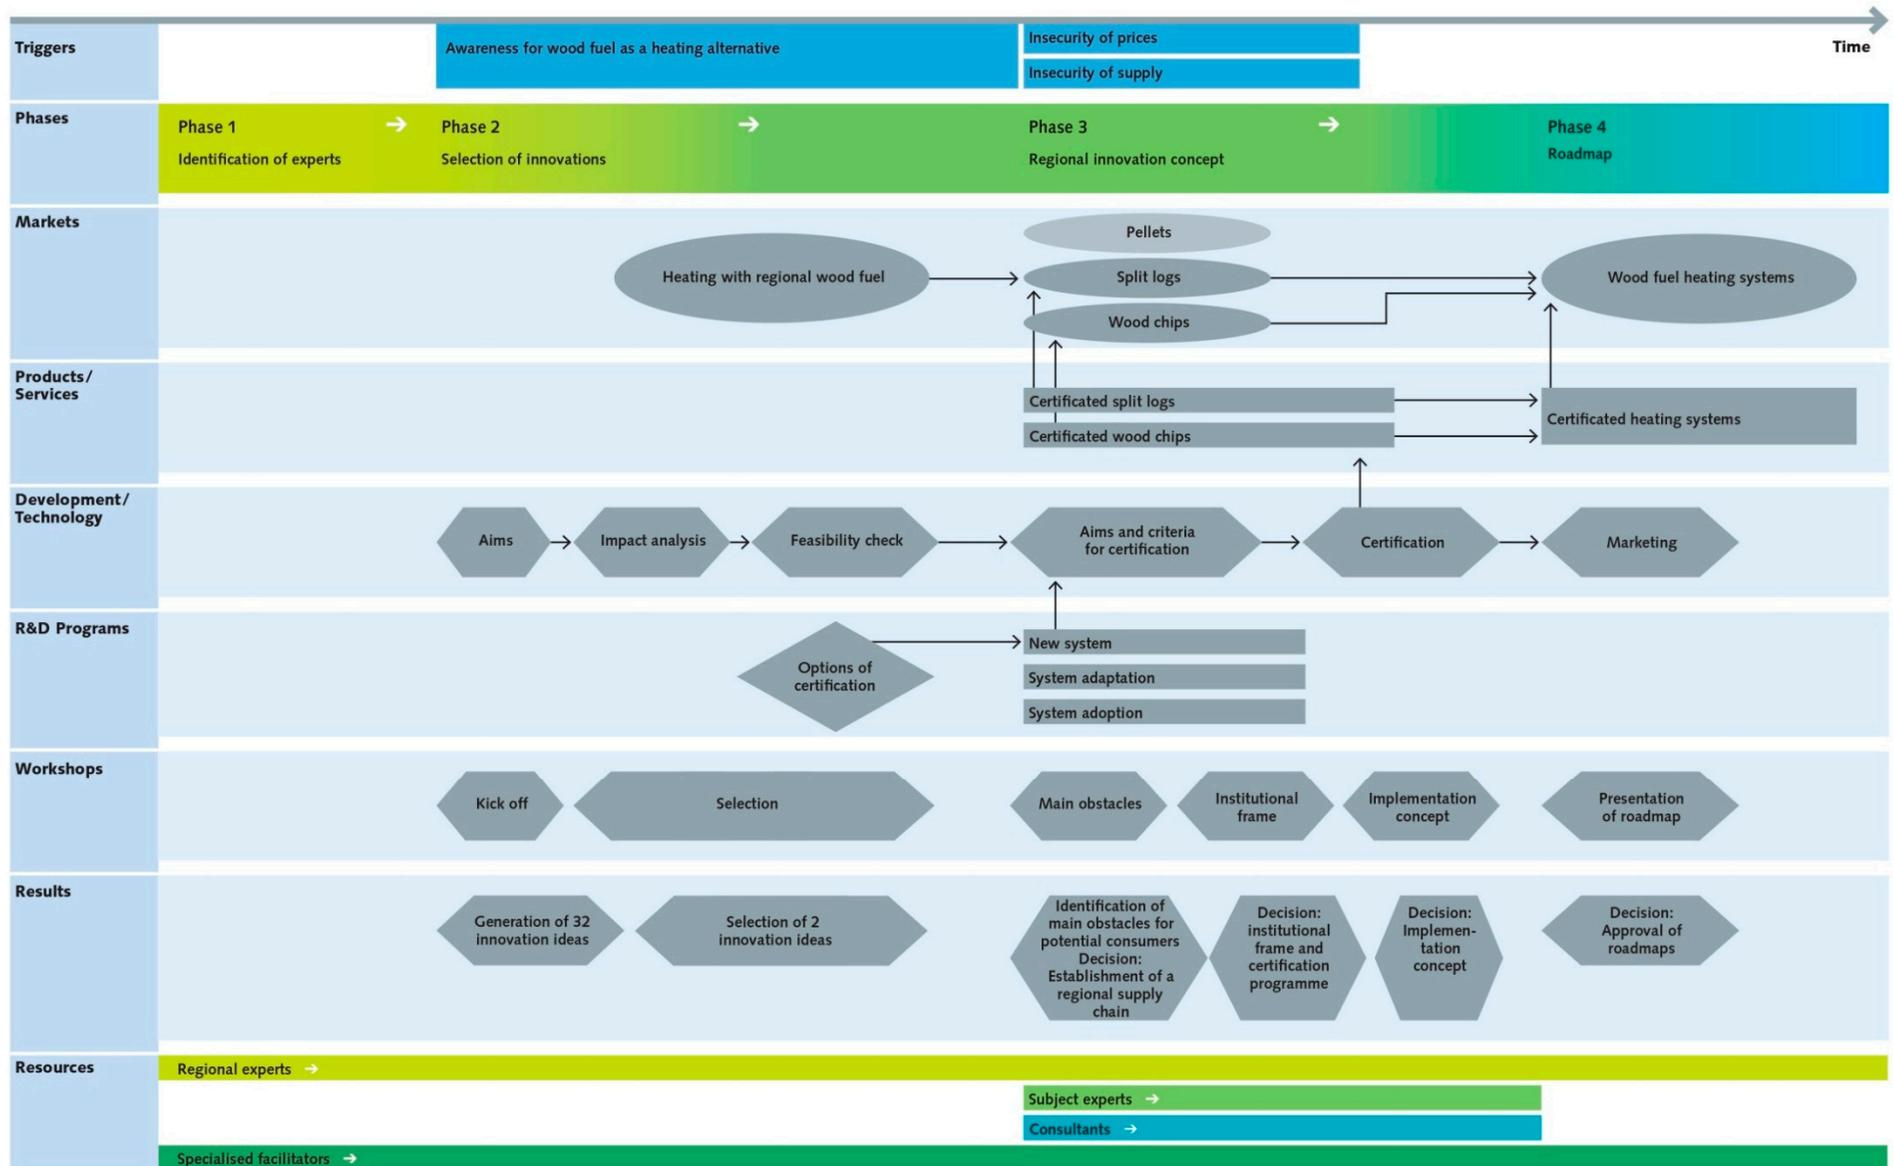 Triggers
Awareness for wood fuel as a heating alternative
Insecurity of prices
Insecurity of supply
Time
Phases
Phase 1
Identification of experts
Phase 2
Selection of innovations
Phase 3
Regional innovation concept
Phase 4
Roadmap
Markets
Heating with regional wood fuel
Pellets
Split logs
Wood chips
Wood fuel heating systems
Products/
Services
Certificated split logs
Certificated wood chips
Certificated heating systems
Development/
Technology
Aims
Impact analysis
Feasibility check
Aims and criteria
for certification
Certification
Marketing
R&D Programs
Options of
certification
New system
System adaptation
System adoption
Workshops
Kick off
Selection
Main obstacles
Institutional
frame
Implementation
concept
Presentation
of roadmap
Results
Generation of 32
innovation ideas
Selection of 2
innovation ideas
Identification of
main obstacles for
potential consumers
Decision:
Establishment of a
regional supply
chain
Decision:
institutional
frame and
certification
programme
Decision:
Implemen-
tation
concept
Decision:
Approval of
roadmaps
Resources
Regional experts
Subject experts
Consultants
Specialised facilitators